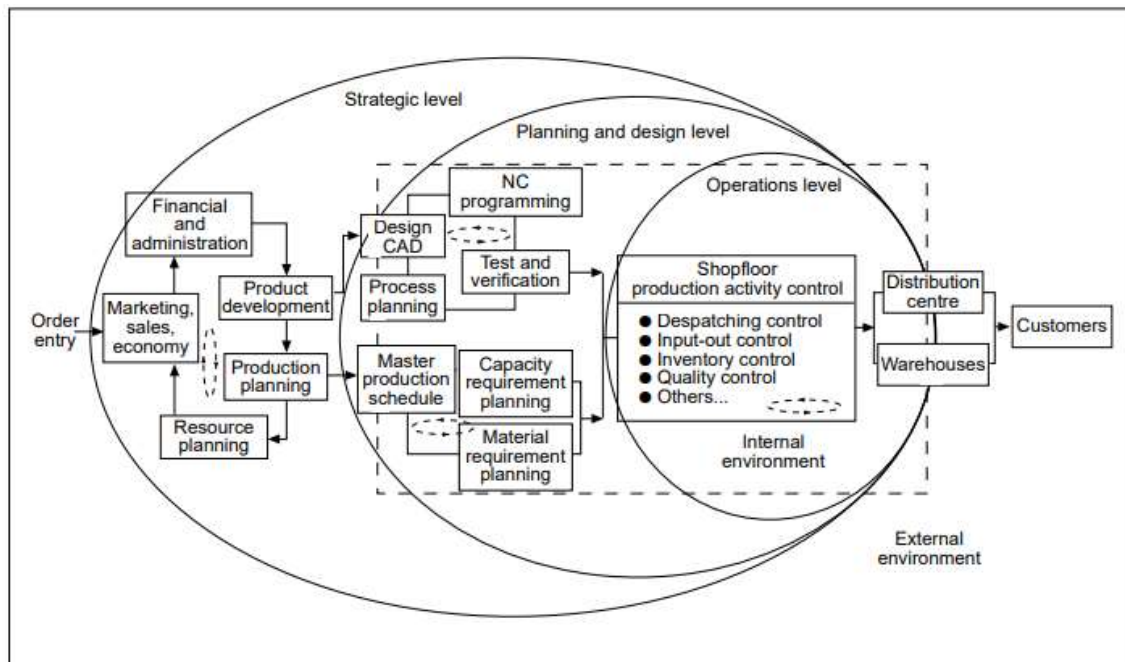 Strategic level
Planning and design level
Operations level
NC
programming
Financial
and
administration
Design
CAD
Test and
verification
Shopfloor
production activity control
Product
development
Process
planning
Distribution
centre
Order
entry
Marketing,
sales,
economy
● Despatching control
● Input-out control
● Inventory control
● Quality control
● Others...
Customers
Production
planning
Master
production
schedule
Capacity
requirement
planning
Warehouses
Resource
planning
Material
requirement
planning
Internal
environment
External
environment